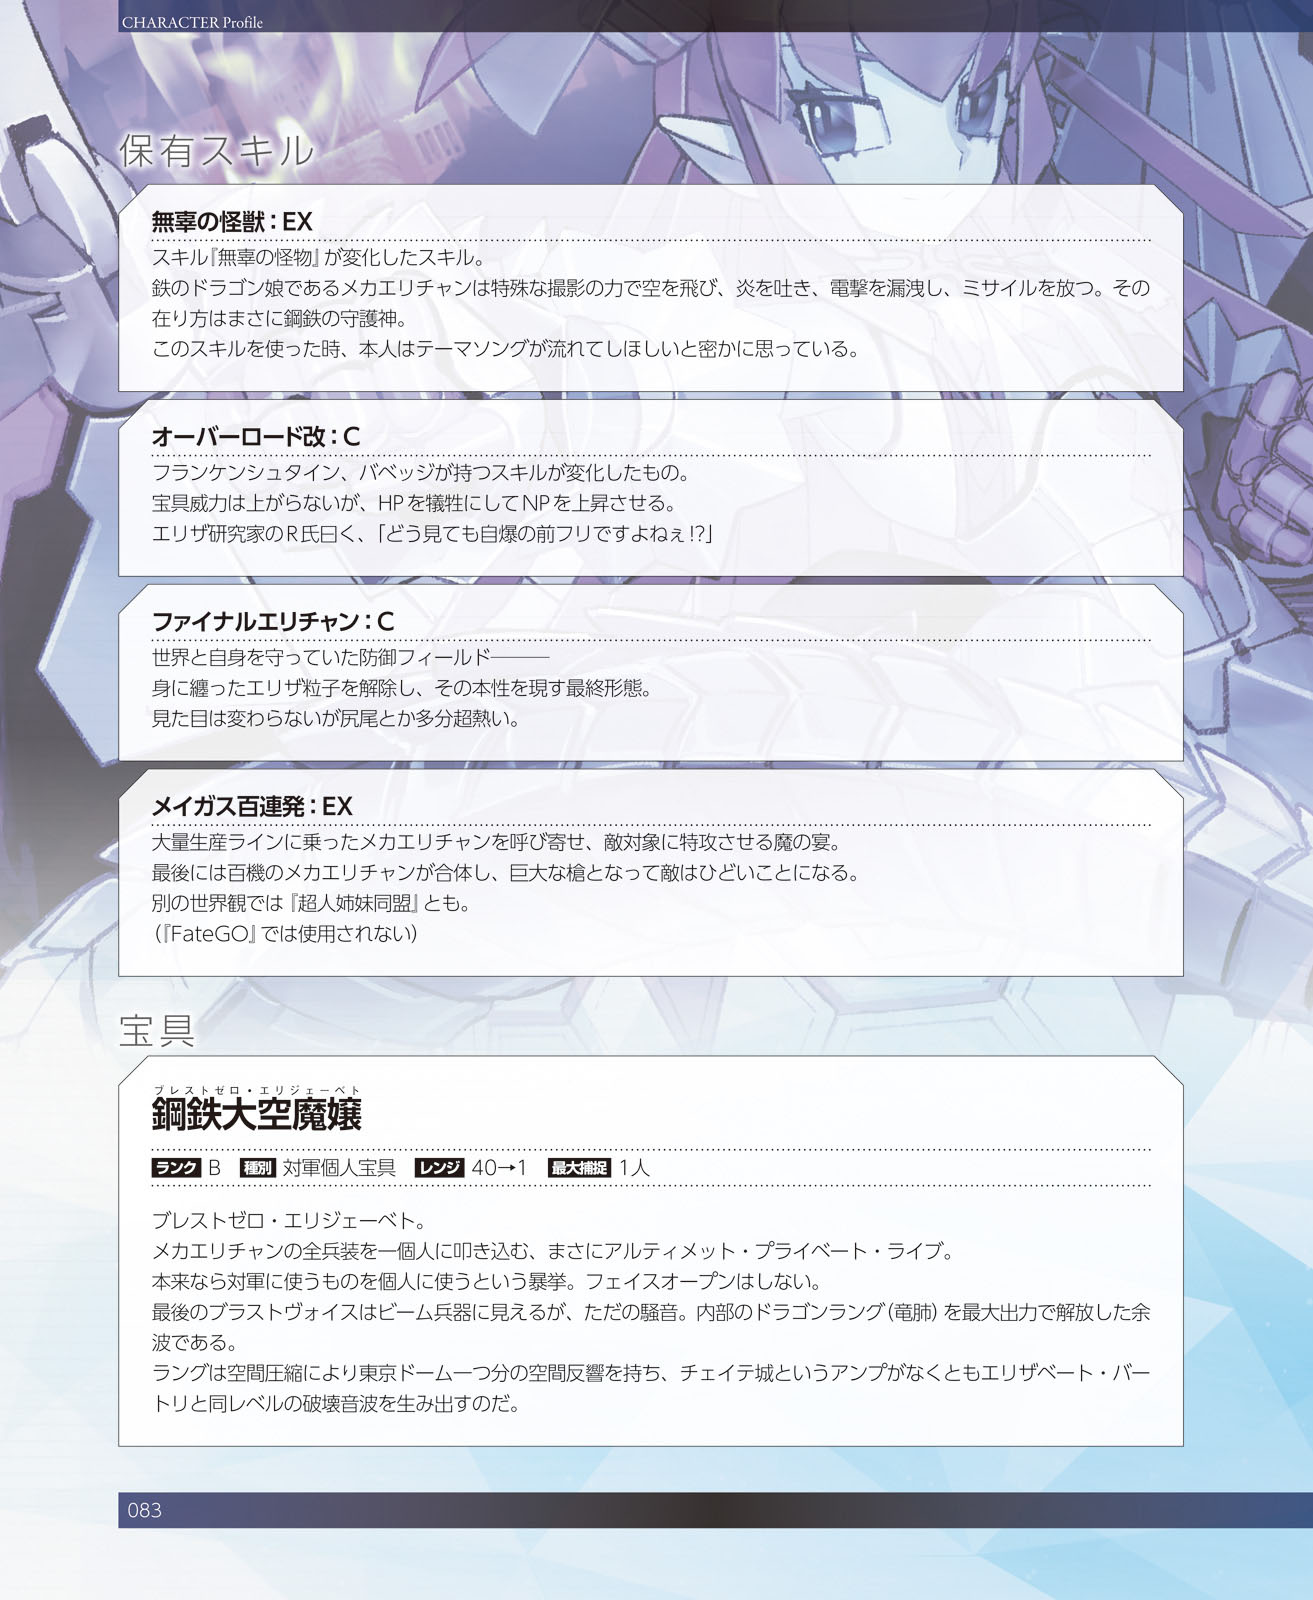 CHARACTER Profile
保有スキル
無辜の怪獣：EX
スキル『無辜の怪物』が変化したスキル。
鉄のドラゴン娘であるメカエリチャンは特殊な撮影の力で空を飛び、炎を吐き、電撃を漏洩し、ミサイルを放つ。その
在り方はまさに鋼鉄の守護神。
このスキルを使った時、本人はテーマソングが流れてしほしいと密かに思っている。
オーバーロード改：C
フランケンシュタイン、バベッジが持つスキルが変化したもの。
宝具威力は上がらないが、HPを犠牲にしてNPを上昇させる。
エリザ研究家のR氏曰く、「どう見ても自爆の前フリですよねぇ!?」
ファイナルエリチャン：C
世界と自身を守っていた防御フィールド――
身に纏ったエリザ粒子を解除し、その本性を現す最終形態。
見た目は変わらないが尻尾とか多分超熱い。
メイガス百連発：EX
大量生産ラインに乗ったメカエリチャンを呼び寄せ、敵対象に特攻させる魔の宴。
最後には百機のメカエリチャンが合体し、巨大な槍となって敵はひどいことになる。
別の世界観では『超人姉妹同盟』とも。
（『FateGO』では使用されない）
宝具
ブレストゼロ・エリジェーベト
鋼鉄大空魔嬢
ランク B 種別 対軍個人宝具 レンジ 40→1 最大捕捉 1人
ブレストゼロ・エリジェーベト。
メカエリチャンの全兵装を一個人に叩き込む、まさにアルティメット・プライベート・ライブ。
本来なら対軍に使うものを個人に使うという暴挙。フェイスオープンはしない。
最後のブラストヴォイスはビーム兵器に見えるが、ただの騒音。内部のドラゴンラング（竜肺）を最大出力で解放した余
波である。
ラングは空間圧縮により東京ドーム一つ分の空間反響を持ち、チェイテ城というアンプがなくともエリザベート・バー
トリと同レベルの破壊音波を生み出すのだ。
083